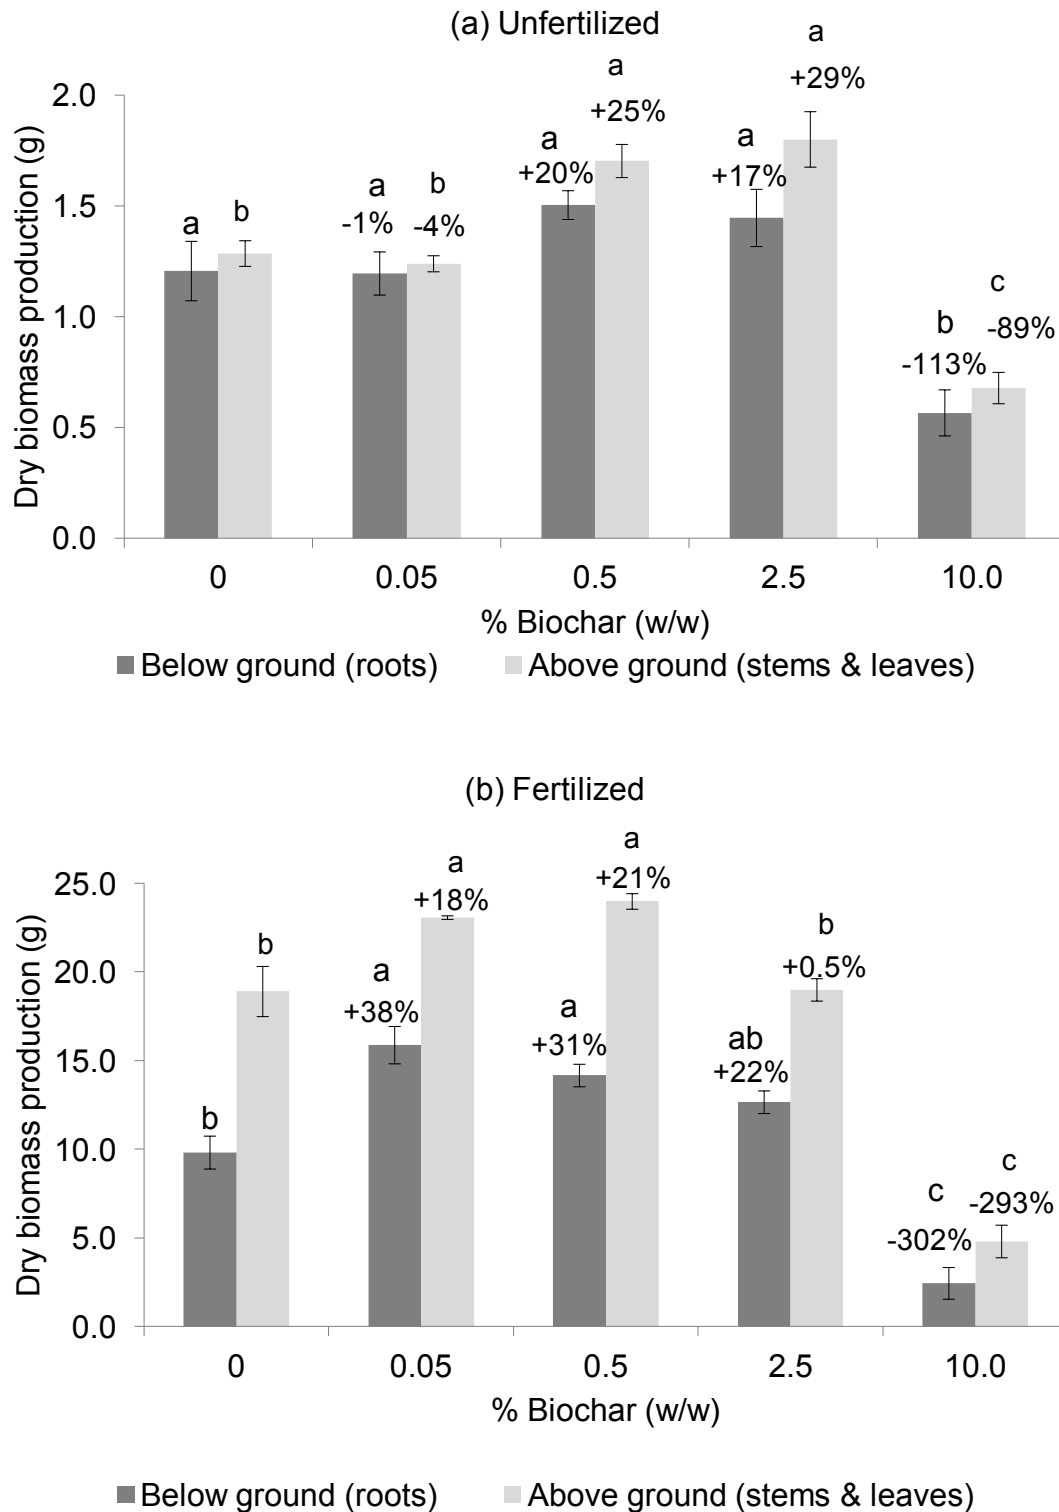 (a) Unfertilized
a
a
+29%
2.0
+25%
a
a
+20%
+17%
a
b
a
b
-1%
-4%
1.5
c
b
-89%
-113%
1.0
0.5
0.0
Dry biomass production (g)
0
0.05
0.5
2.5
10.0
% Biochar (w/w)
Below ground (roots)
Above ground (stems & leaves)
(b) Fertilized
a
a
+18%
+21%
25.0
b
b
+0.5%
a
20.0
+38%
a
+31%
ab
+22%
15.0
b
10.0
c
c
-293%
-302%
5.0
0.0
Dry biomass production (g)
0
0.05
0.5
2.5
10.0
% Biochar (w/w)
Below ground (roots)
Above ground (stems & leaves)